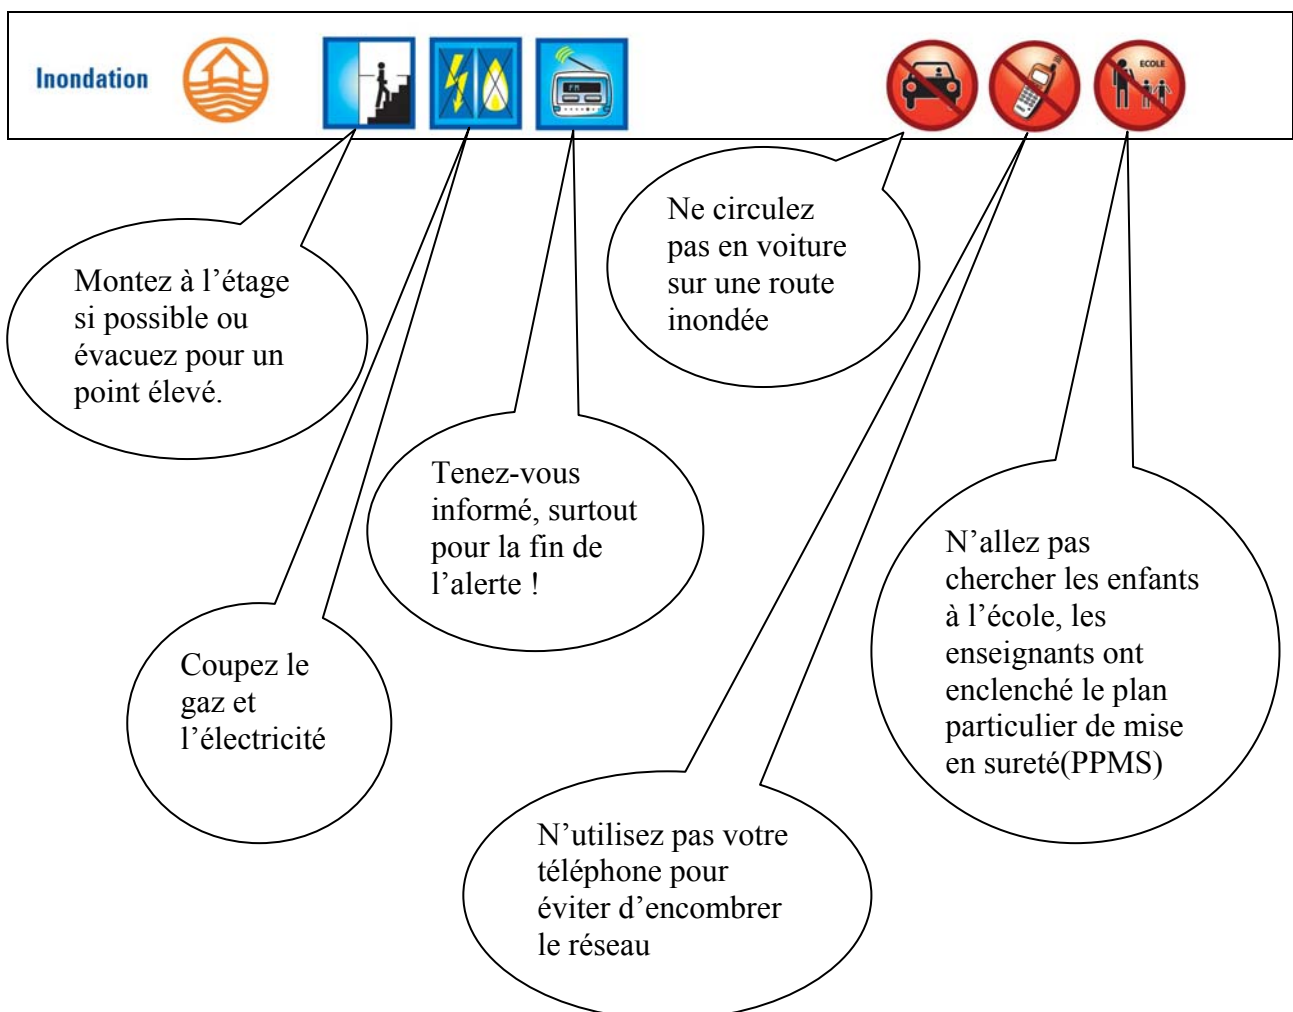 Inondation
FM
ECOLE
Montez à l’étage
si possible ou
évacuez pour un
point élevé.
Ne circulez
pas en voiture
sur une route
inondée
Tenez-vous
informé, surtout
pour la fin de
l’alerte !
Coupez le
gaz et
l’électricité
N’allez pas
chercher les enfants
à l’école, les
enseignants ont
enclenché le plan
particulier de mise
en sureté(PPMS)
N’utilisez pas votre
téléphone pour
éviter d’encombrer
le réseau